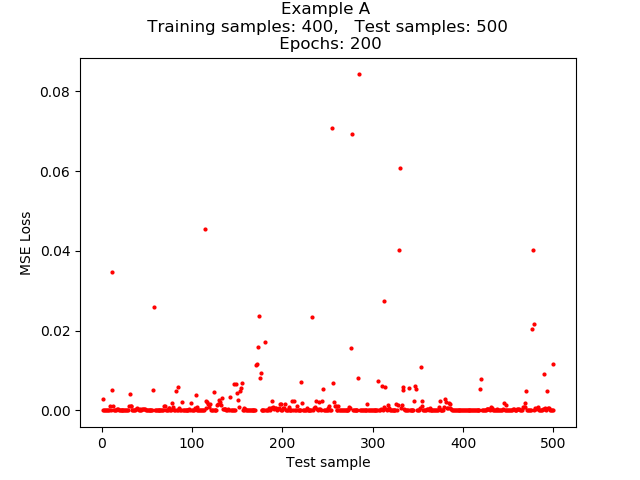 Example A
Training samples: 400,   Test samples: 500
Epochs: 200
0.08
0.06
0.04
0.02
0.00
MSE Loss
0 100 200 300 400 500
Test sample